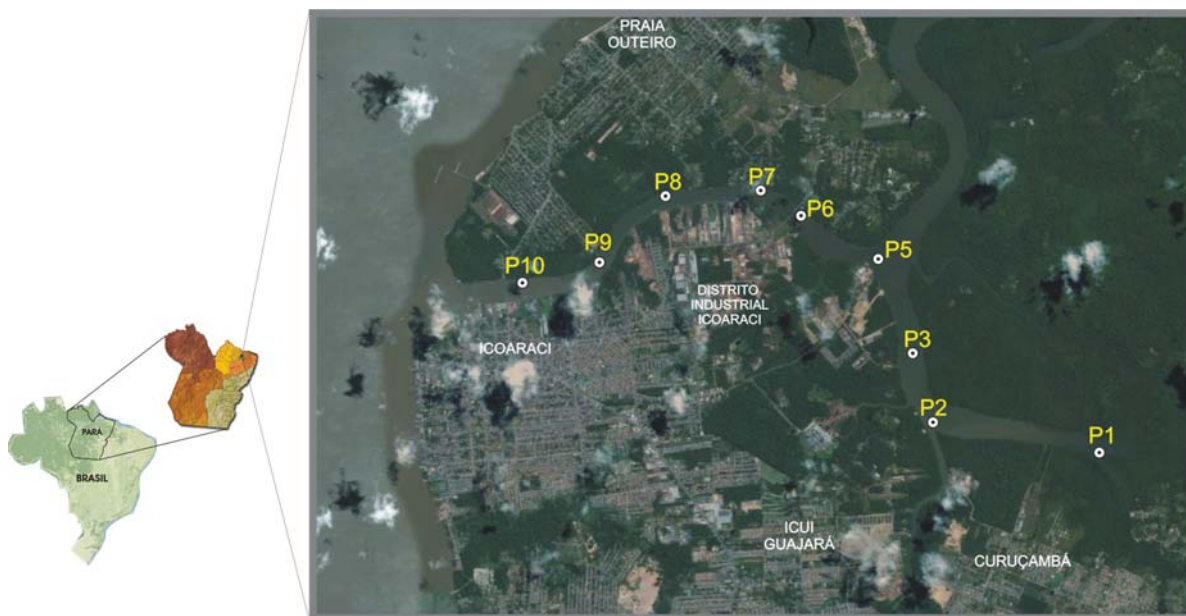 PRAIA
OUTEIRO
P8
P7
P6
P9
P5
P10
DISTRITO
INDUSTRIAL
ICOARACI
ICOARACI
P3
P2
P1
PARÁ
BRASIL
ICUI
GUAJARÁ
CURUÇAMBÁ